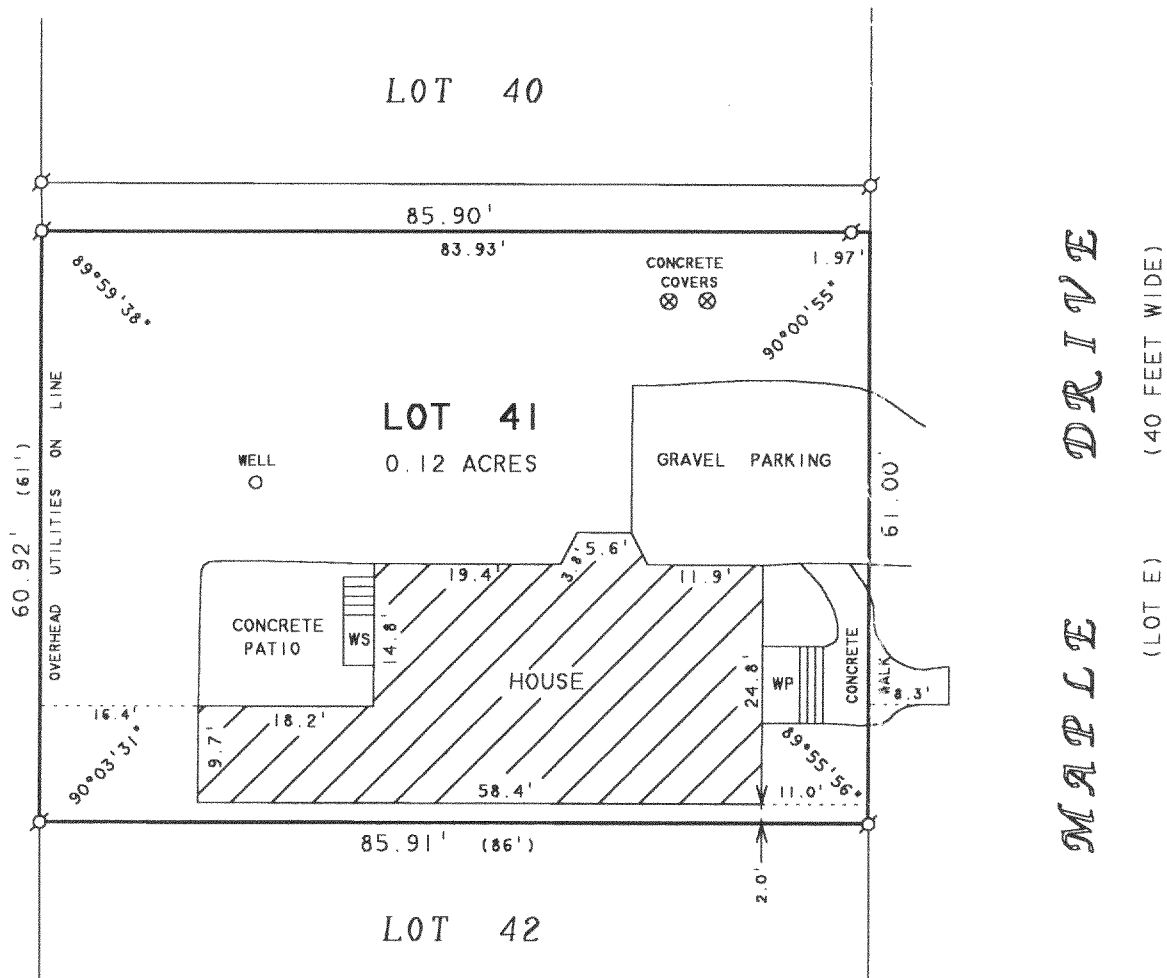 LOT 40
85.90'
83.93'
1.97'
CONCRETE
COVERS
89°59'38"
90°00'55"
OVERHEAD UTILITIES ON LINE
60.92' (61')
LOT 41
0.12 ACRES
WELL
GRAVEL PARKING
61.00'
19.4'
3.8'
5.6'
11.9'
CONCRETE
PATIO
WS
14.8'
HOUSE
24.8'
WP
CONCRETE
WALK
8.3'
16.4'
18.2'
9.7'
90°03'31"
89°55'56"
58.4'
11.0'
85.91' (86')
2.0'
LOT 42
MAPLE DRIVE
(LOT E) (40 FEET WIDE)